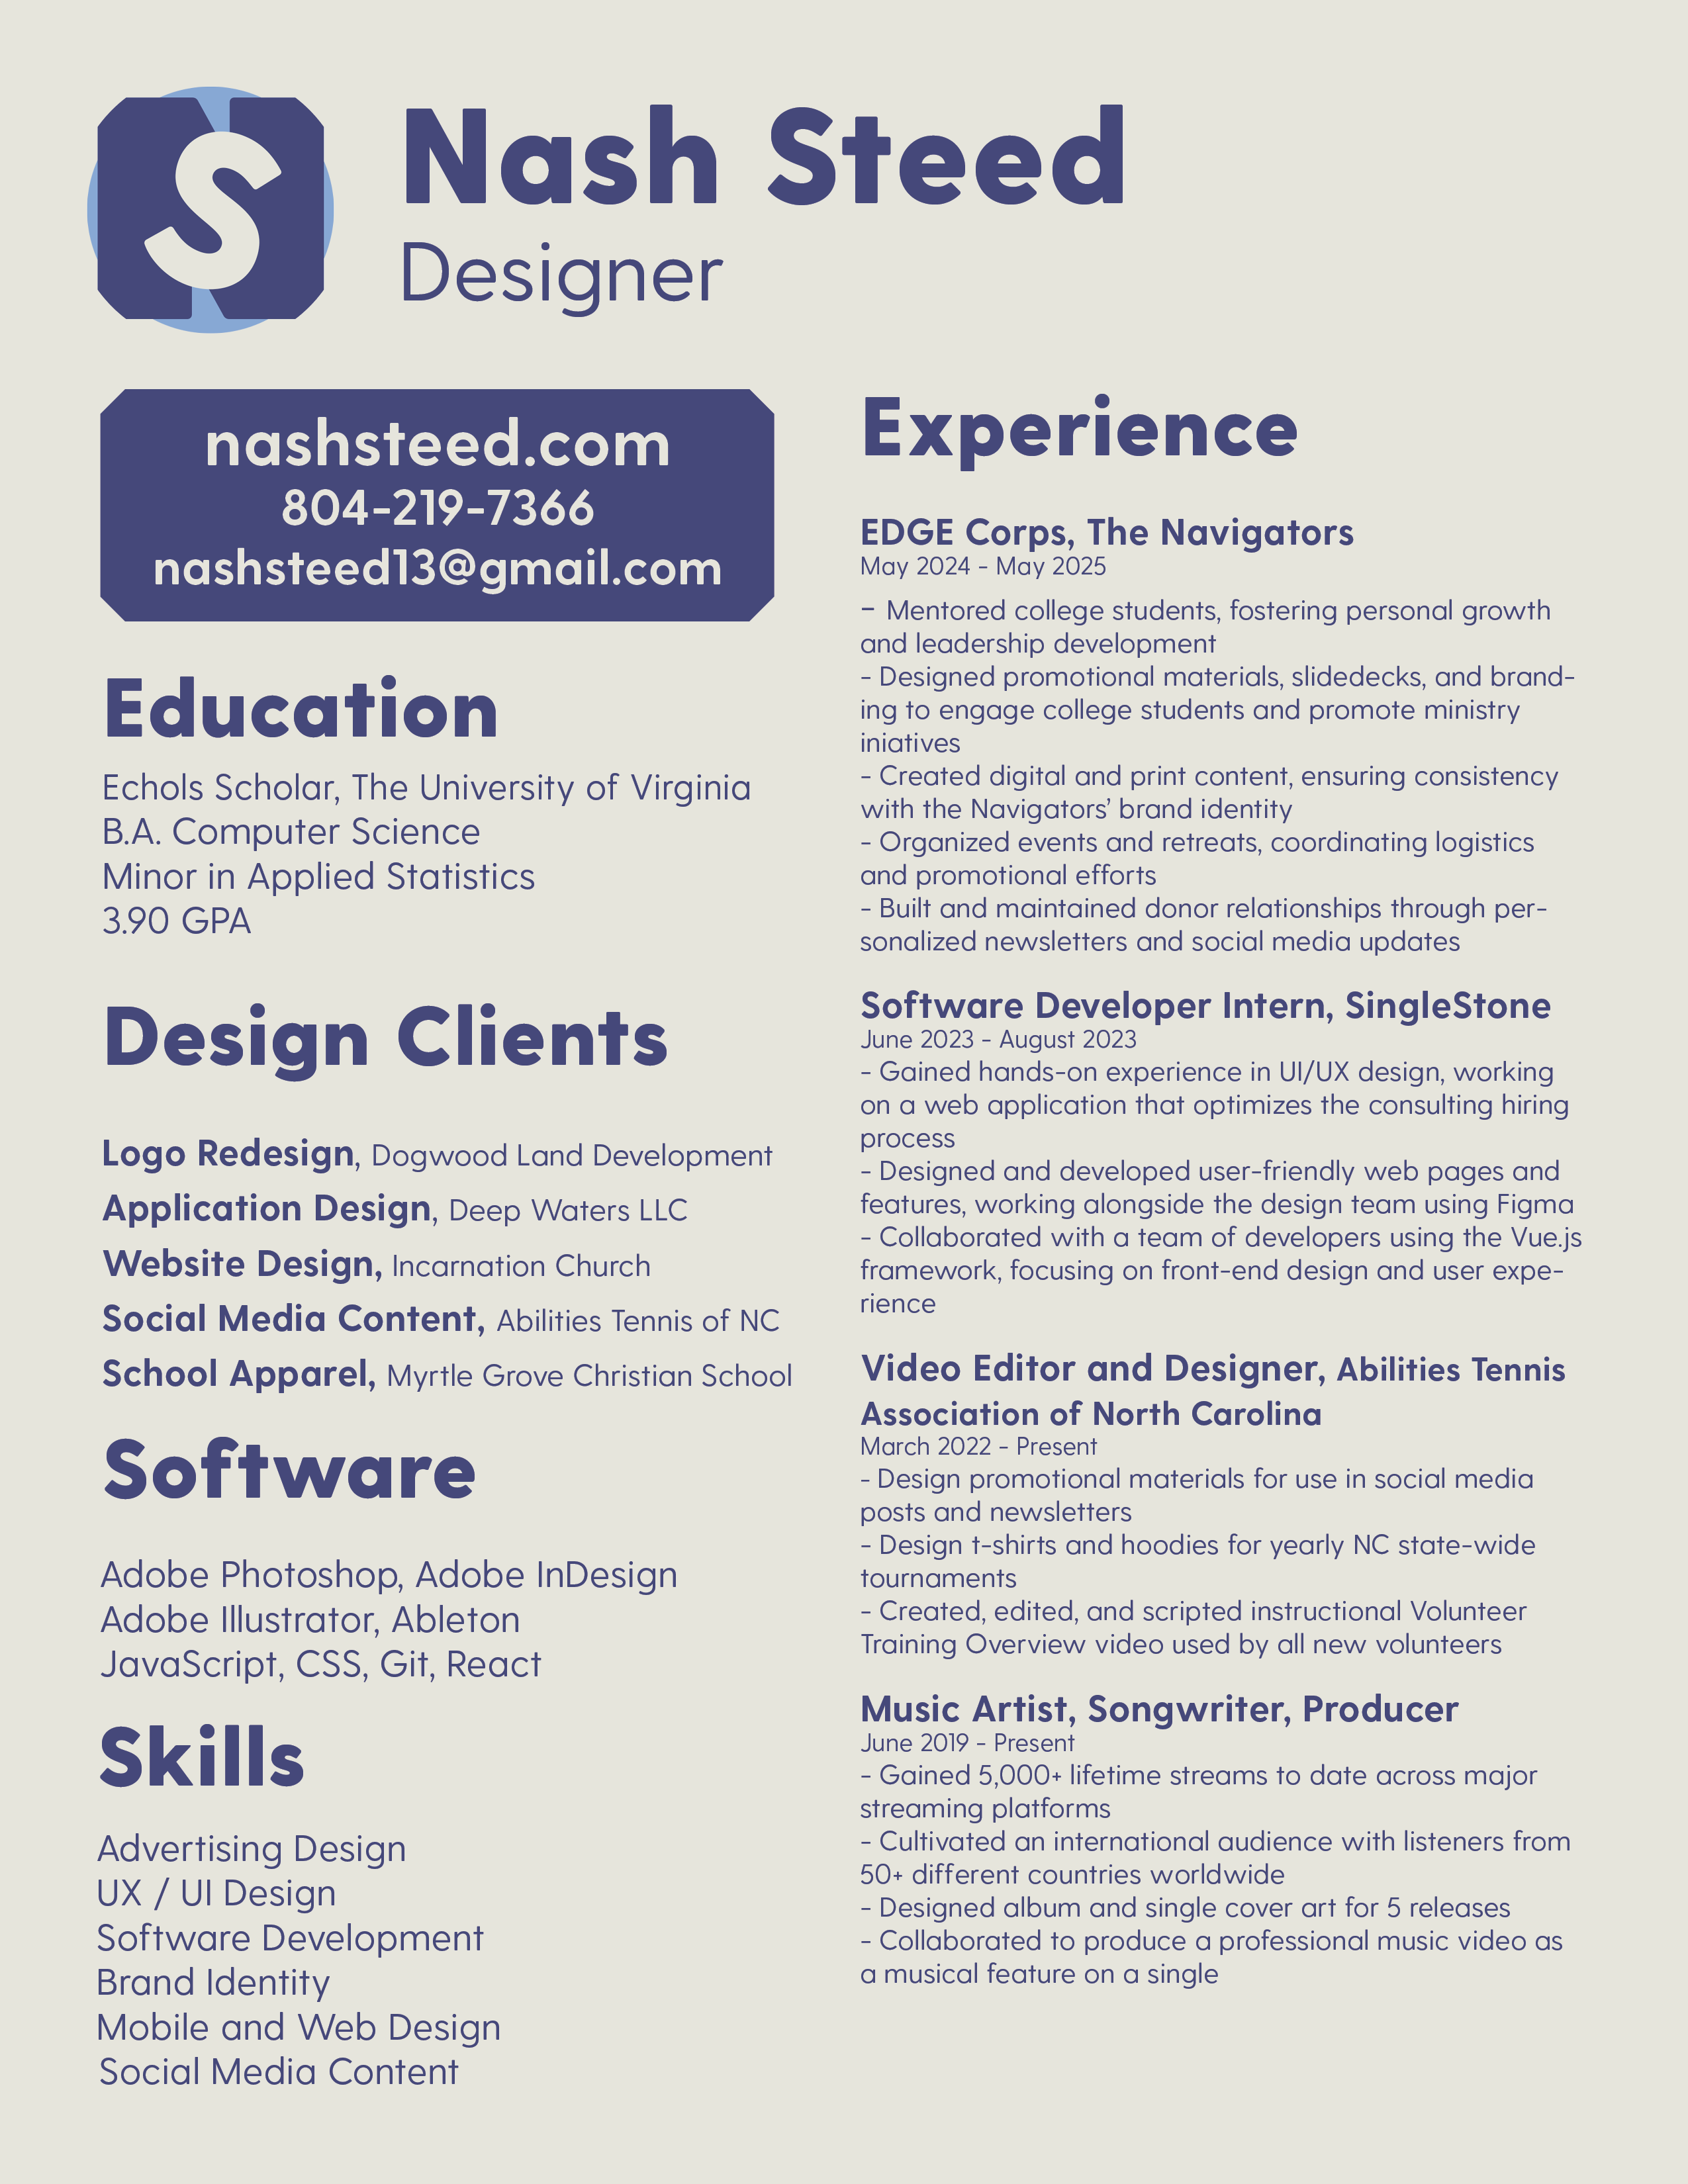 S
Nash Steed
Designer
nashsteed.com
804-219-7366
nashsteed13@gmail.com
Education
Echols Scholar, The University of Virginia
B.A. Computer Science
Minor in Applied Statistics
3.90 GPA
Design Clients
Logo Redesign, Dogwood Land Development
Application Design, Deep Waters LLC
Website Design, Incarnation Church
Social Media Content, Abilities Tennis of NC
School Apparel, Myrtle Grove Christian School
Software
Adobe Photoshop, Adobe InDesign
Adobe Illustrator, Ableton
JavaScript, CSS, Git, React
Skills
Advertising Design
UX / UI Design
Software Development
Brand Identity
Mobile and Web Design
Social Media Content
Experience
EDGE Corps, The Navigators
May 2024 - May 2025
- Mentored college students, fostering personal growth
and leadership development
- Designed promotional materials, slidedecks, and brand-
ing to engage college students and promote ministry
iniatives
- Created digital and print content, ensuring consistency
with the Navigators’ brand identity
- Organized events and retreats, coordinating logistics
and promotional efforts
- Built and maintained donor relationships through per-
sonalized newsletters and social media updates
Software Developer Intern, SingleStone
June 2023 - August 2023
- Gained hands-on experience in UI/UX design, working
on a web application that optimizes the consulting hiring
process
- Designed and developed user-friendly web pages and
features, working alongside the design team using Figma
- Collaborated with a team of developers using the Vue.js
framework, focusing on front-end design and user expe-
rience
Video Editor and Designer, Abilities Tennis
Association of North Carolina
March 2022 - Present
- Design promotional materials for use in social media
posts and newsletters
- Design t-shirts and hoodies for yearly NC state-wide
tournaments
- Created, edited, and scripted instructional Volunteer
Training Overview video used by all new volunteers
Music Artist, Songwriter, Producer
June 2019 - Present
- Gained 5,000+ lifetime streams to date across major
streaming platforms
- Cultivated an international audience with listeners from
50+ different countries worldwide
- Designed album and single cover art for 5 releases
- Collaborated to produce a professional music video as
a musical feature on a single